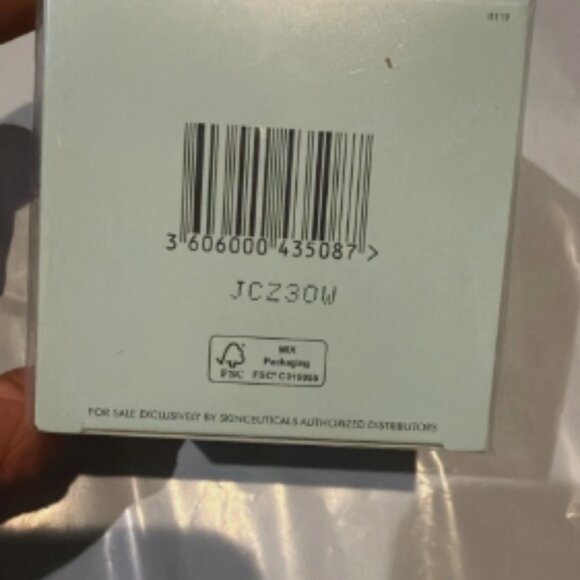 0119
3 606000 435087 >
JCZ30W
MIX
Packaging
FSC
FOR SALE EXCLUSIVELY BY SKINCEUTICALS AUTHORIZED DISTRIBUTORS